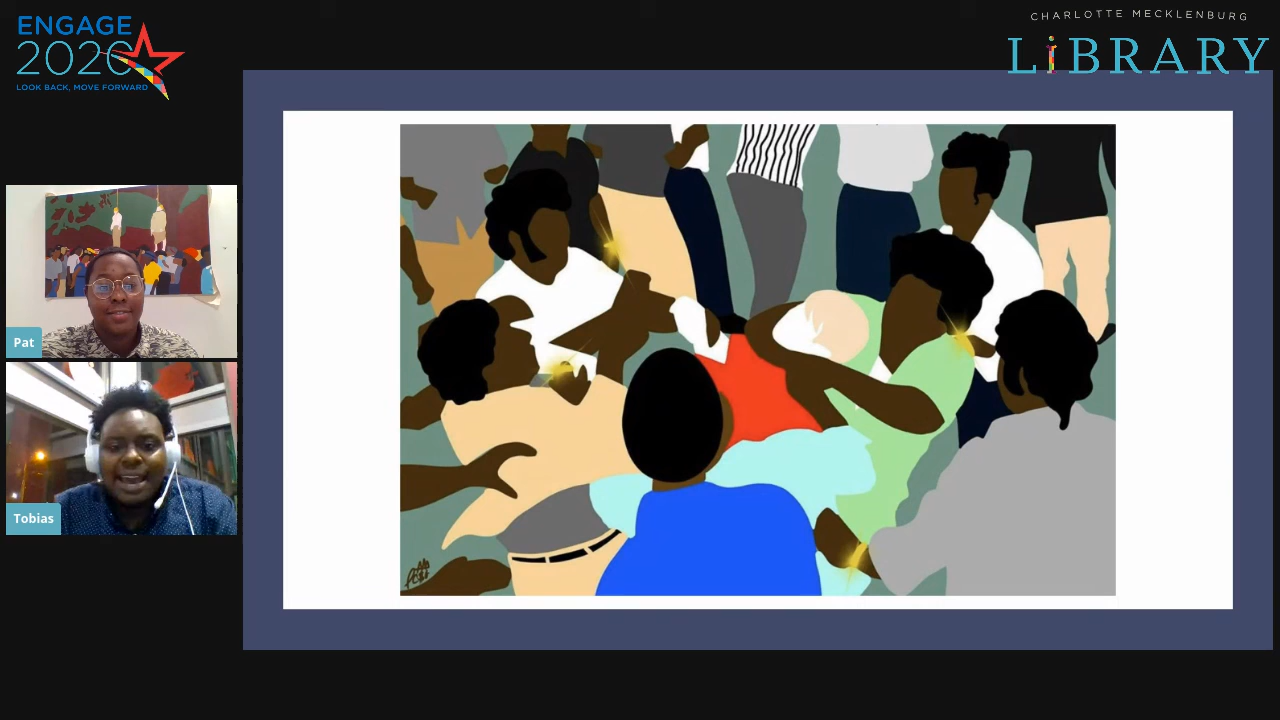 ENGAGE
2020
LOOK BACK, MOVE FORWARD
CHARLOTTE MECKLENBURG
LiBRARY
Pat
Tobias